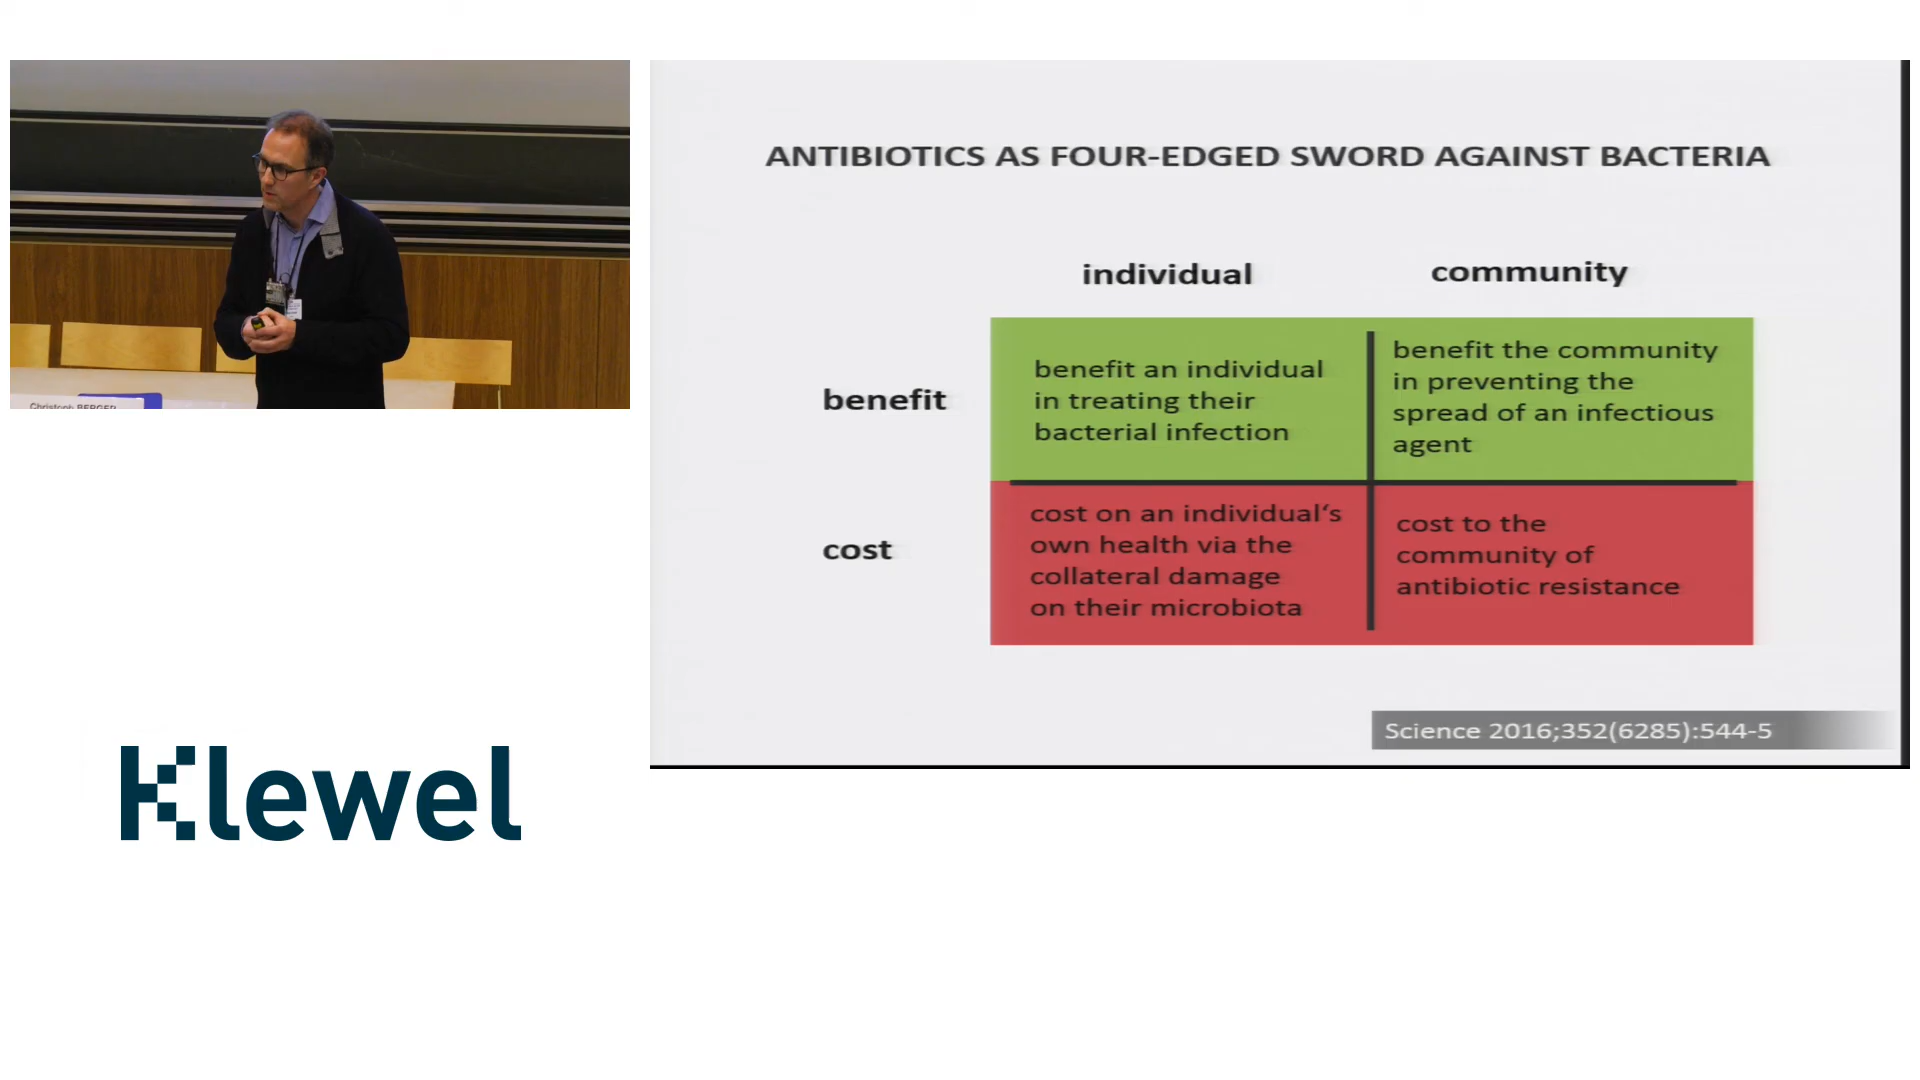 ANTIBIOTICS AS FOUR-EDGED SWORD AGAINST BACTERIA
individual
community
benefit
benefit an individual
in treating their
bacterial infection
benefit the community
in preventing the
spread of an infectious
agent
cost
cost on an individual‘s
own health via the
collateral damage
on their microbiota
cost to the
community of
antibiotic resistance
Science 2016;352(6285):544-5
Christoph BERGER
Klewel